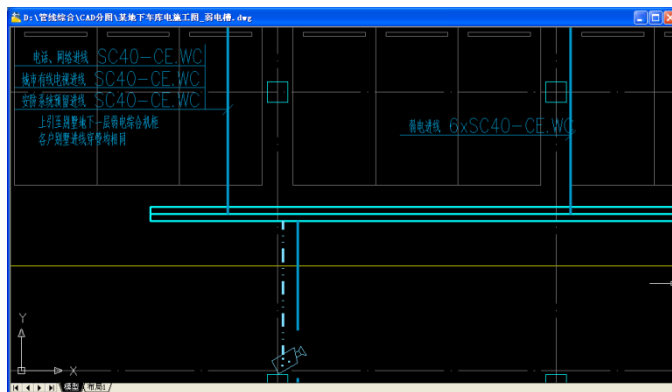 D:\管线综合\CAD分图\某地下车库电施工图_弱电槽.dwg
电话、网络进线 SC40-CE.WC
城市有线电视进线 SC40-CE.WC
安防系统预留进线 SC40-CE.WC
上引至别墅地下一层弱电综合机柜
各户别墅进线穿管均相同
弱电进线 6xSC40-CE.WC
Y
X
模型 布局1